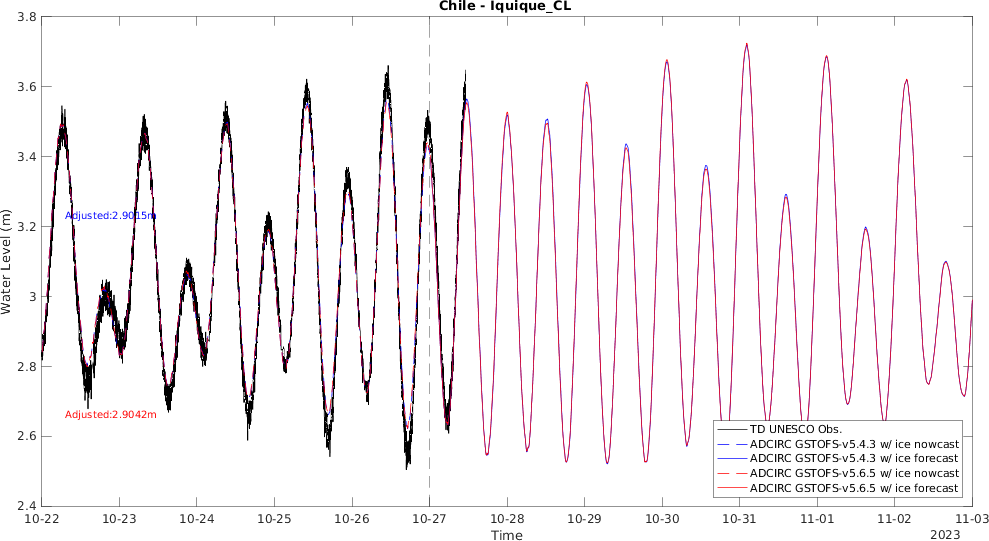 Chile - Iquique_CL
3.8
3.6
3.4
3.2
3
2.8
2.6
2.4
Water Level (m)
Adjusted:2.9015m
Adjusted:2.9042m
TD UNESCO Obs.
ADCIRC GSTOFS-v5.4.3 w/ ice nowcast
ADCIRC GSTOFS-v5.4.3 w/ ice forecast
ADCIRC GSTOFS-v5.6.5 w/ ice nowcast
ADCIRC GSTOFS-v5.6.5 w/ ice forecast
10-22 10-23 10-24 10-25 10-26 10-27 10-28 10-29 10-30 10-31 11-01 11-02 11-03
Time
2023